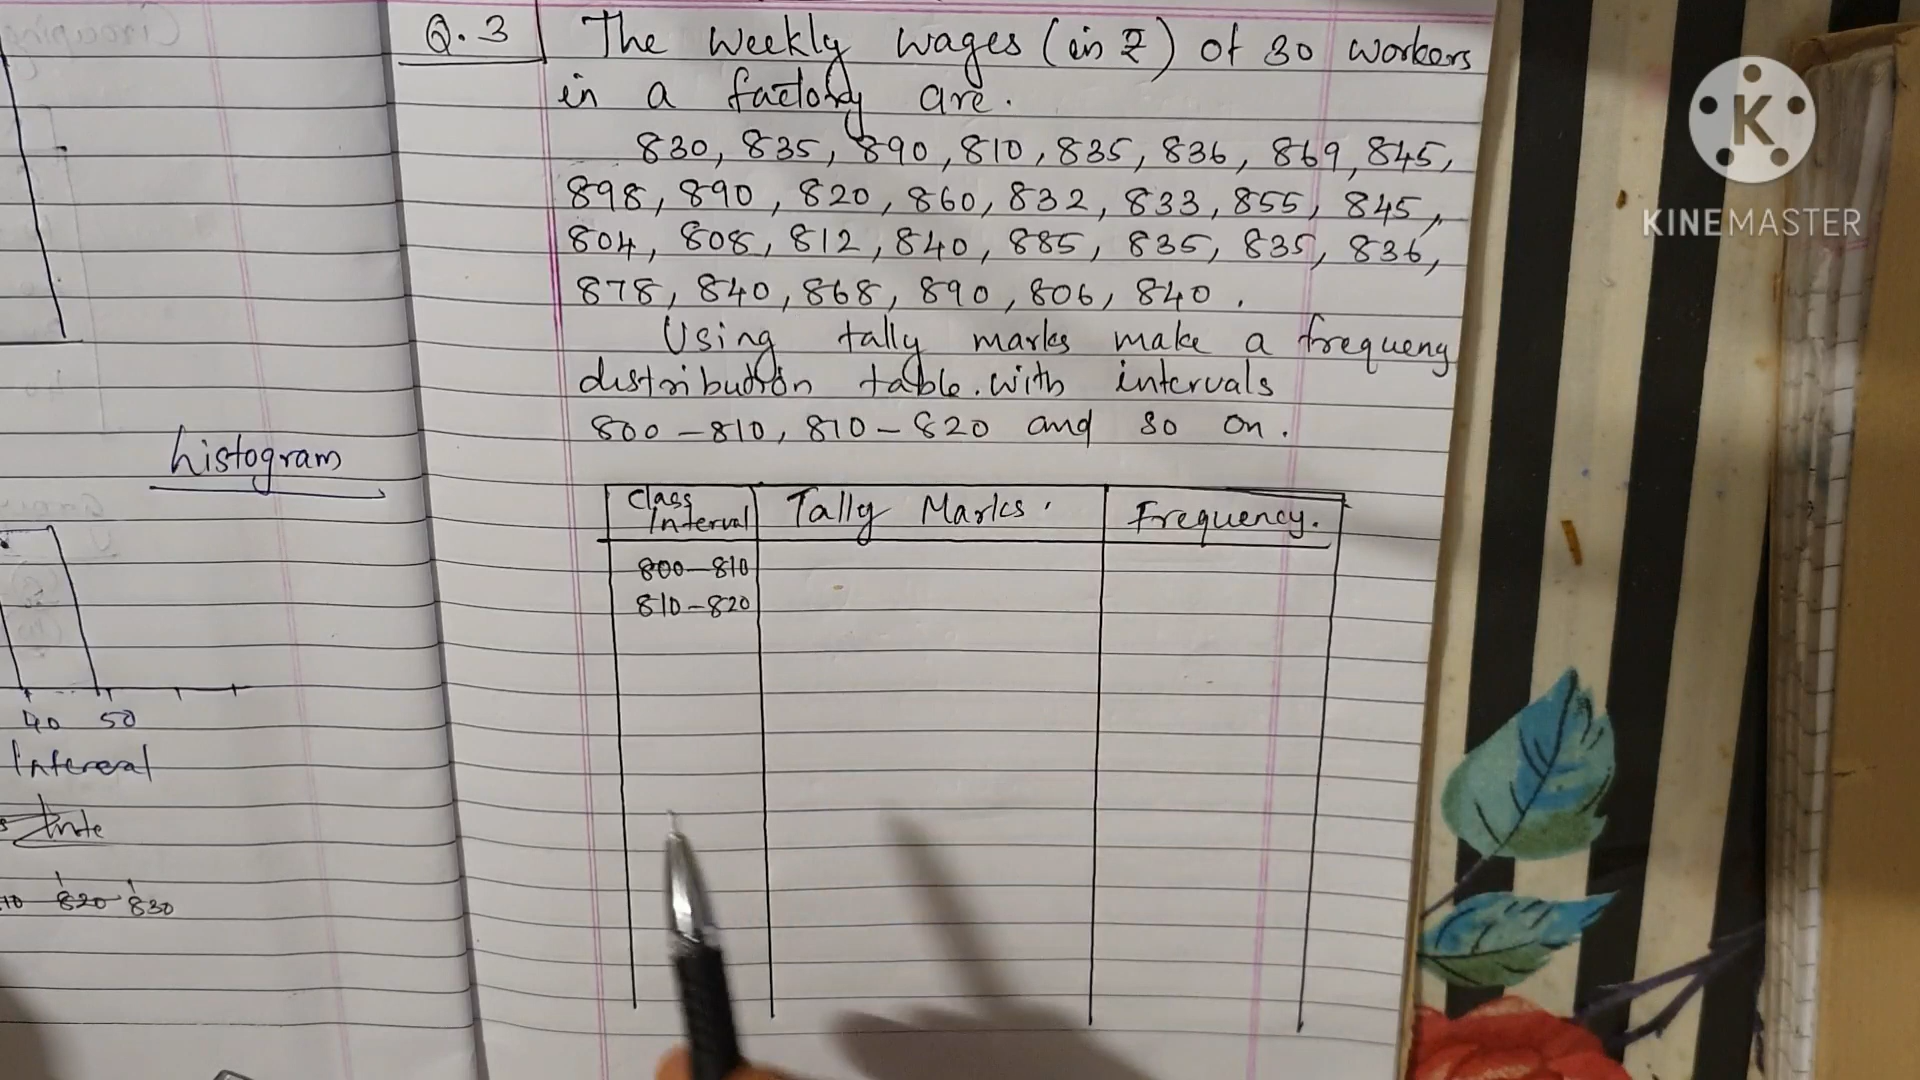 Q.3 The weekly wages (in ₹) of 30 workers
in a factory are.
830, 835, 890, 810, 835, 836, 869, 845,
898, 890, 820, 860, 832, 833, 855, 845,
804, 808, 812, 840, 885, 835, 835, 836,
878, 840, 868, 890, 806, 840.
Using tally marks make a frequeny
distribution table. with intervals
800-810, 810-820 and so on.
Class Interval Tally Marks. Frequency.
800-810
810-820
histogram
40 50
Interval
820 830
K
KINEMASTER